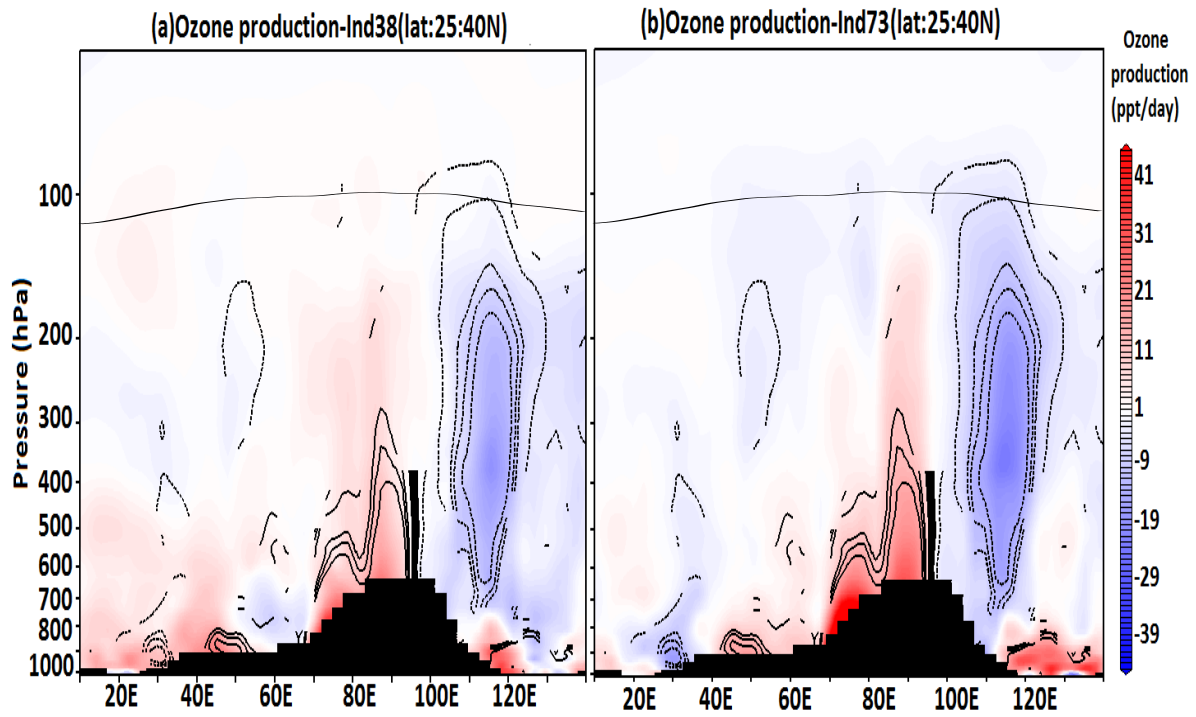 (a)Ozone production-Ind38(lat:25:40N)
(b)Ozone production-Ind73(lat:25:40N)
Ozone
production
(ppt/day)
Pressure (hPa)
100
200
300
400
500
600
700
800
1000
20E 40E 60E 80E 100E 120E
20E 40E 60E 80E 100E 120E
41
31
21
11
1
-9
-19
-29
-39